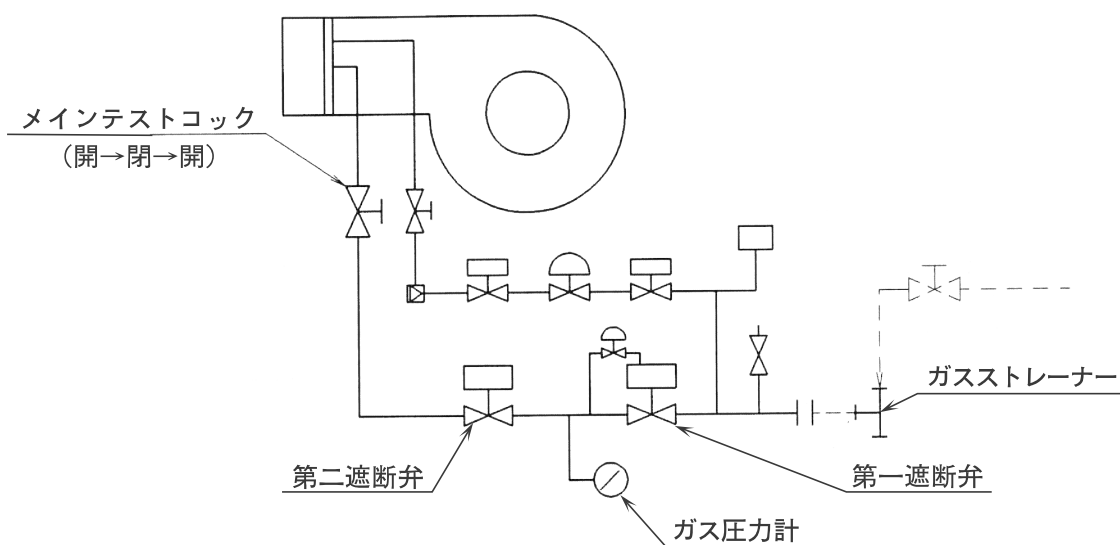 メインテストコック
（開→閉→開）
ガスストレーナー
第二遮断弁
第一遮断弁
ガス圧力計